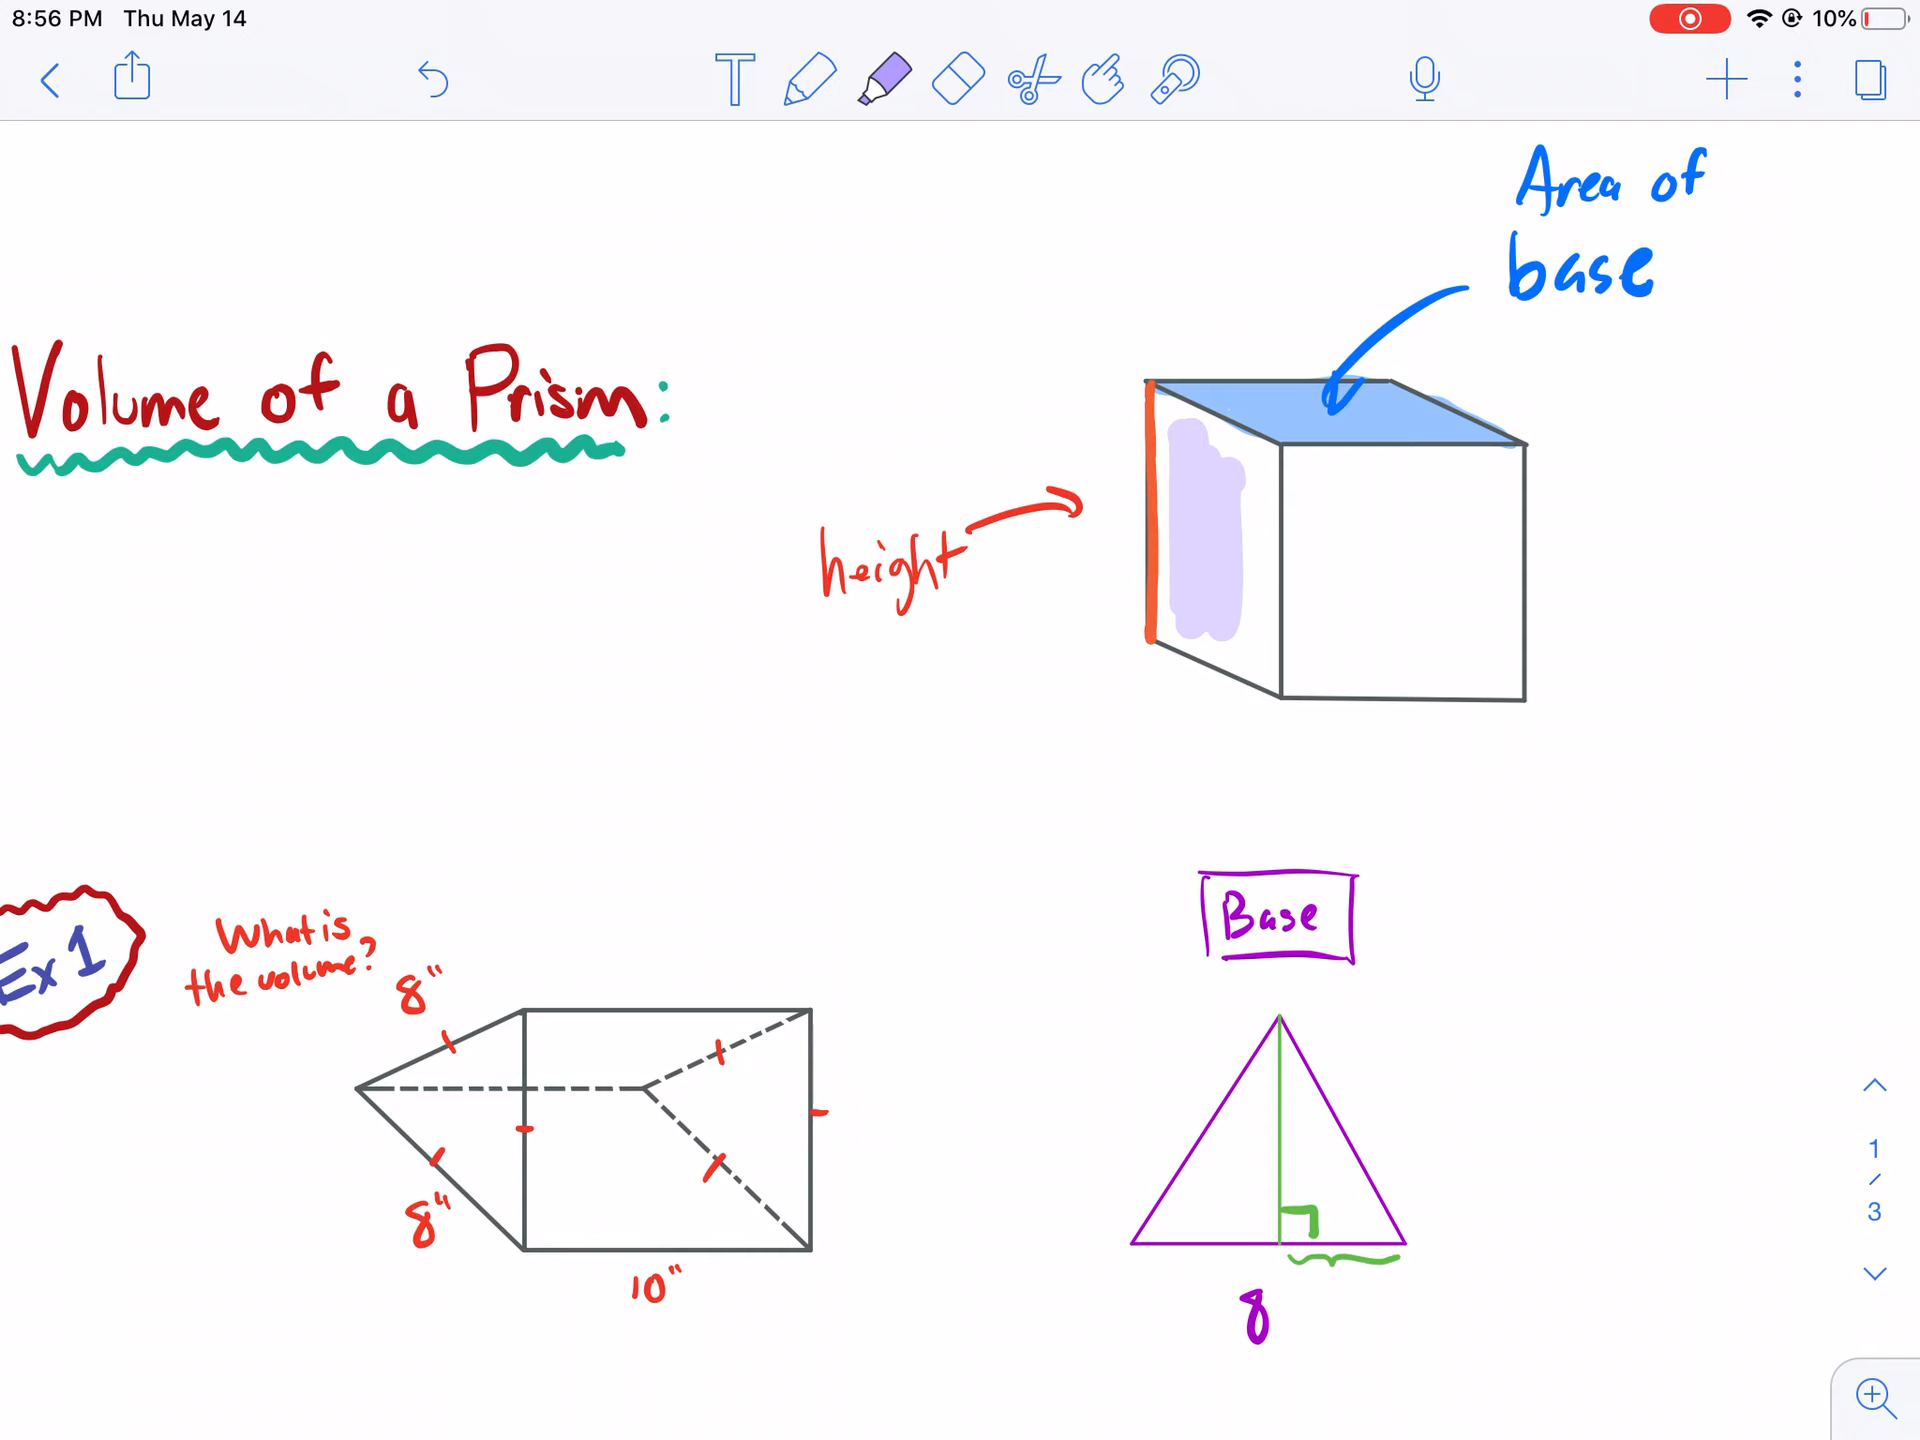 8:56 PM Thu May 14
10%
T
Area of
base
Volume of a Prism:
height
Base
Ex 1
What is
the volume?
8"
8"
10"
8
1
/
3